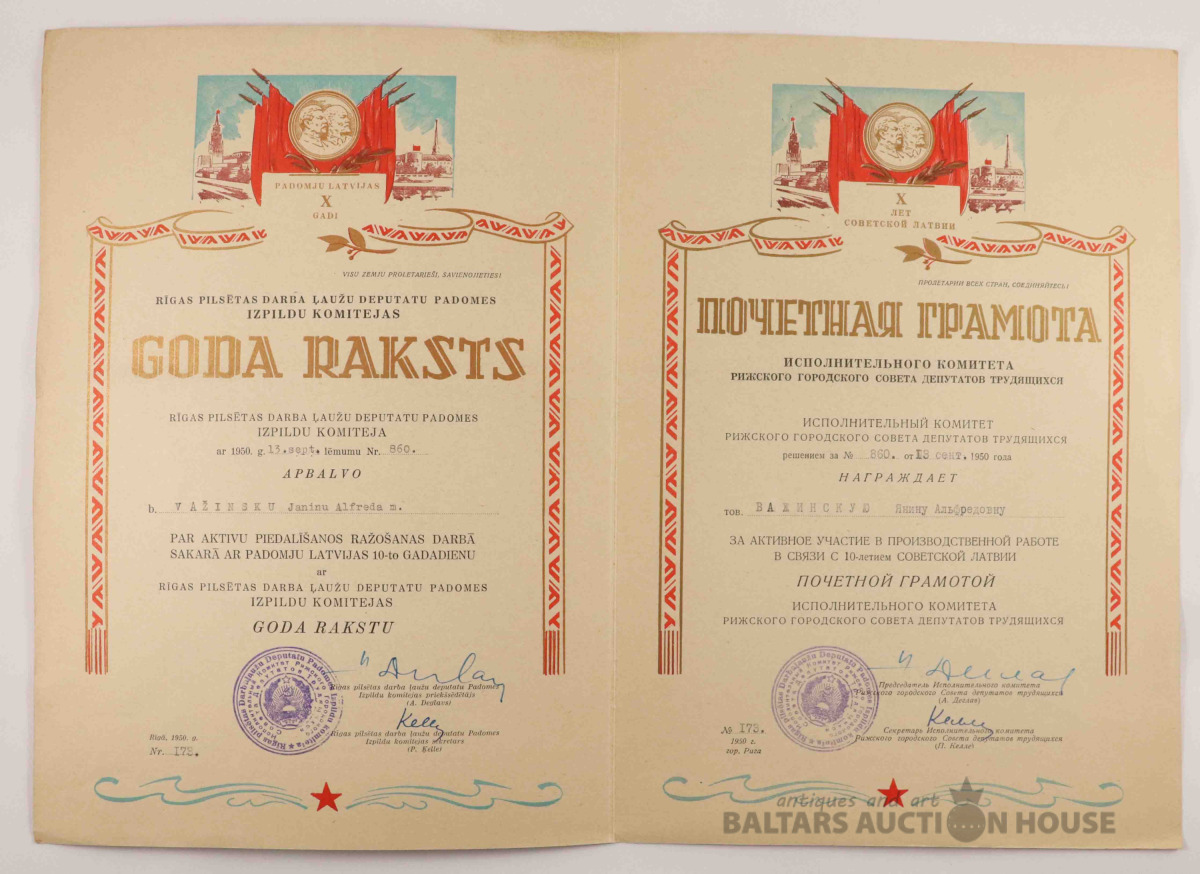 PADOMJU LATVIJAS
X
GADI
VISU ZEMJU PROLETARIEŠI, SAVIENOJIETIES!
RĪGAS PILSĒTAS DARBA ĻAUŽU DEPUTATU PADOMES
IZPILDU KOMITEJAS
GODA RAKSTS
RĪGAS PILSĒTAS DARBA ĻAUŽU DEPUTATU PADOMES
IZPILDU KOMITEJA
ar 1950. g. 13.sept. lēmumu Nr. 860.
APBALVO
b. VAŽINSKU Janinu Alfreda m.
PAR AKTIVU PIEDALĪŠANOS RAŽOŠANAS DARBĀ
SAKARĀ AR PADOMJU LATVIJAS 10-to GADADIENU
ar
RĪGAS PILSĒTAS DARBA ĻAUŽU DEPUTATU PADOMES
IZPILDU KOMITEJAS
GODA RAKSTU
Rīgas pilsētas darba ļaužu deputatu Padomes
Izpildu komitejas priekšsēdētājs
(A. Deglavs)
Rīgas pilsētas darba ļaužu deputatu Padomes
Izpildu komitejas sekretars
(P. Ķelle)
Rīgā, 1950. g.
Nr. 173.
X
ЛЕТ
СОВЕТСКОЙ ЛАТВИИ
ПРОЛЕТАРИИ ВСЕХ СТРАН, СОЕДИНЯЙТЕСЬ!
ПОЧЕТНАЯ ГРАМОТА
ИСПОЛНИТЕЛЬНОГО КОМИТЕТА
РИЖСКОГО ГОРОДСКОГО СОВЕТА ДЕПУТАТОВ ТРУДЯЩИХСЯ
ИСПОЛНИТЕЛЬНЫЙ КОМИТЕТ
РИЖСКОГО ГОРОДСКОГО СОВЕТА ДЕПУТАТОВ ТРУДЯЩИХСЯ
решением за № 860. от 13 сент. 1950 года
НАГРАЖДАЕТ
тов. ВАЖИНСКУЮ Янину Альфредовну
ЗА АКТИВНОЕ УЧАСТИЕ В ПРОИЗВОДСТВЕННОЙ РАБОТЕ
В СВЯЗИ С 10-летием СОВЕТСКОЙ ЛАТВИИ
ПОЧЕТНОЙ ГРАМОТОЙ
ИСПОЛНИТЕЛЬНОГО КОМИТЕТА
РИЖСКОГО ГОРОДСКОГО СОВЕТА ДЕПУТАТОВ ТРУДЯЩИХСЯ
Председатель Исполнительного комитета
Рижского городского Совета депутатов трудящихся
(А. Деглав)
Секретарь Исполнительного комитета
Рижского городского Совета депутатов трудящихся
(П. Келле)
№ 173.
1950 г.
гор. Рига
antiques and art
BALTARS AUCTION HOUSE